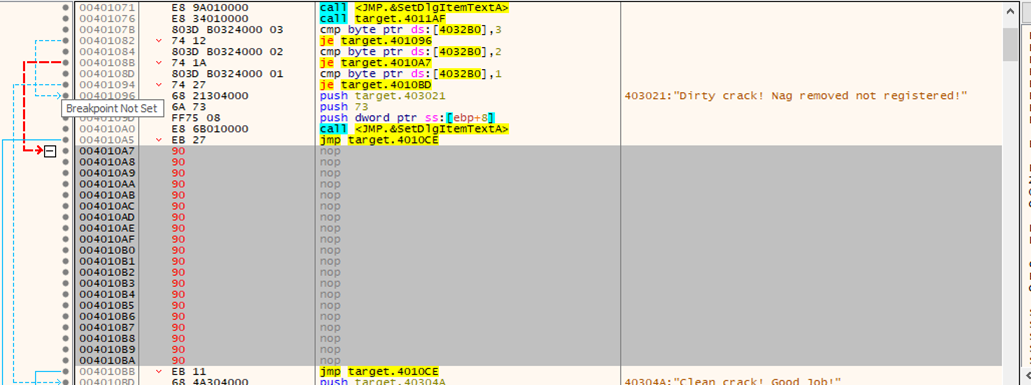 00401071 E8 9A010000 call <JMP.&SetDlgItemTextA>
00401076 E8 34010000 call target.4011AF
0040107B 803D B0324000 03 cmp byte ptr ds:[4032B0],3
00401082 74 12 je target.401096
00401084 803D B0324000 02 cmp byte ptr ds:[4032B0],2
0040108B 74 1A je target.4010A7
0040108D 803D B0324000 01 cmp byte ptr ds:[4032B0],1
00401094 74 27 je target.4010BD
00401096 68 21304000 push target.403021 403021:"Dirty crack! Nag removed not registered!"
Breakpoint Not Set 6A 73 push 73
FF75 08 push dword ptr ss:[ebp+8]
004010A0 E8 6B010000 call <JMP.&SetDlgItemTextA>
004010A5 EB 27 jmp target.4010CE
004010A7 90 nop
004010A8 90 nop
004010A9 90 nop
004010AA 90 nop
004010AB 90 nop
004010AC 90 nop
004010AD 90 nop
004010AE 90 nop
004010AF 90 nop
004010B0 90 nop
004010B1 90 nop
004010B2 90 nop
004010B3 90 nop
004010B4 90 nop
004010B5 90 nop
004010B6 90 nop
004010B7 90 nop
004010B8 90 nop
004010B9 90 nop
004010BA 90 nop
004010BB EB 11 jmp target.4010CE
004010BD 68 4A304000 push target.40304A 40304A:"Clean crack! Good Job!"